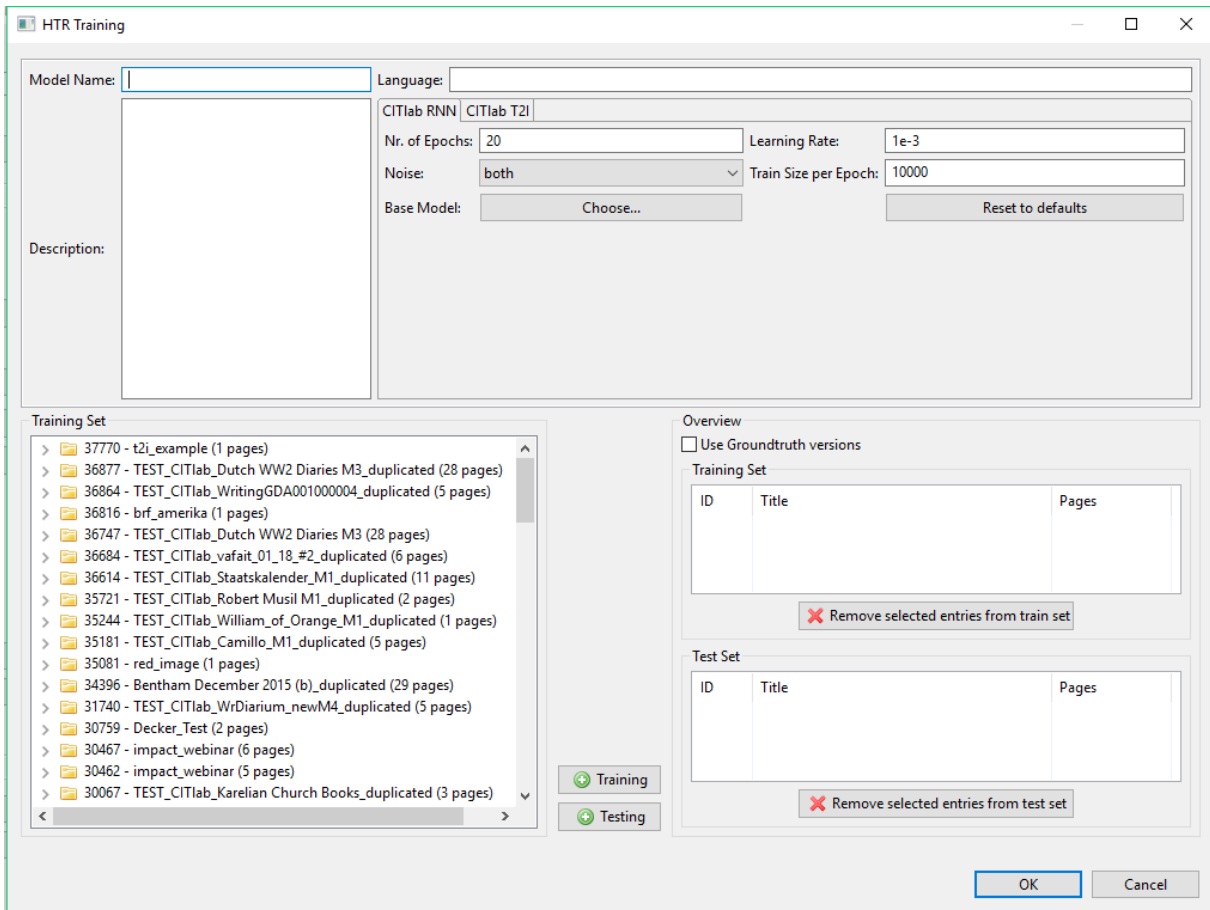 HTR Training
Model Name:
Language:
Description:
CITlab RNN CITlab T2I
Nr. of Epochs: 20 Learning Rate: 1e-3
Noise: both Train Size per Epoch: 10000
Base Model: Choose... Reset to defaults
Training Set
37770 - t2i_example (1 pages)
36877 - TEST_CITlab_Dutch WW2 Diaries M3_duplicated (28 pages)
36864 - TEST_CITlab_WritingGDA001000004_duplicated (5 pages)
36816 - brf_amerika (1 pages)
36747 - TEST_CITlab_Dutch WW2 Diaries M3 (28 pages)
36684 - TEST_CITlab_vafait_01_18_#2_duplicated (6 pages)
36614 - TEST_CITlab_Staatskalender_M1_duplicated (11 pages)
35721 - TEST_CITlab_Robert Musil M1_duplicated (2 pages)
35244 - TEST_CITlab_William_of_Orange_M1_duplicated (1 pages)
35181 - TEST_CITlab_Camillo_M1_duplicated (5 pages)
35081 - red_image (1 pages)
34396 - Bentham December 2015 (b)_duplicated (29 pages)
31740 - TEST_CITlab_WrDiarium_newM4_duplicated (5 pages)
30759 - Decker_Test (2 pages)
30467 - impact_webinar (6 pages)
30462 - impact_webinar (5 pages)
30067 - TEST_CITlab_Karelian Church Books_duplicated (3 pages)
Training
Testing
Overview
Use Groundtruth versions
Training Set
ID Title Pages
Remove selected entries from train set
Test Set
ID Title Pages
Remove selected entries from test set
OK Cancel